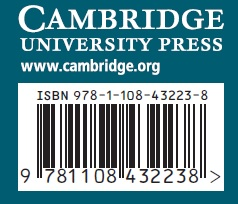 CAMBRIDGE
UNIVERSITY PRESS
www.cambridge.org
ISBN 978-1-108-43223-8
9 781108 432238 >